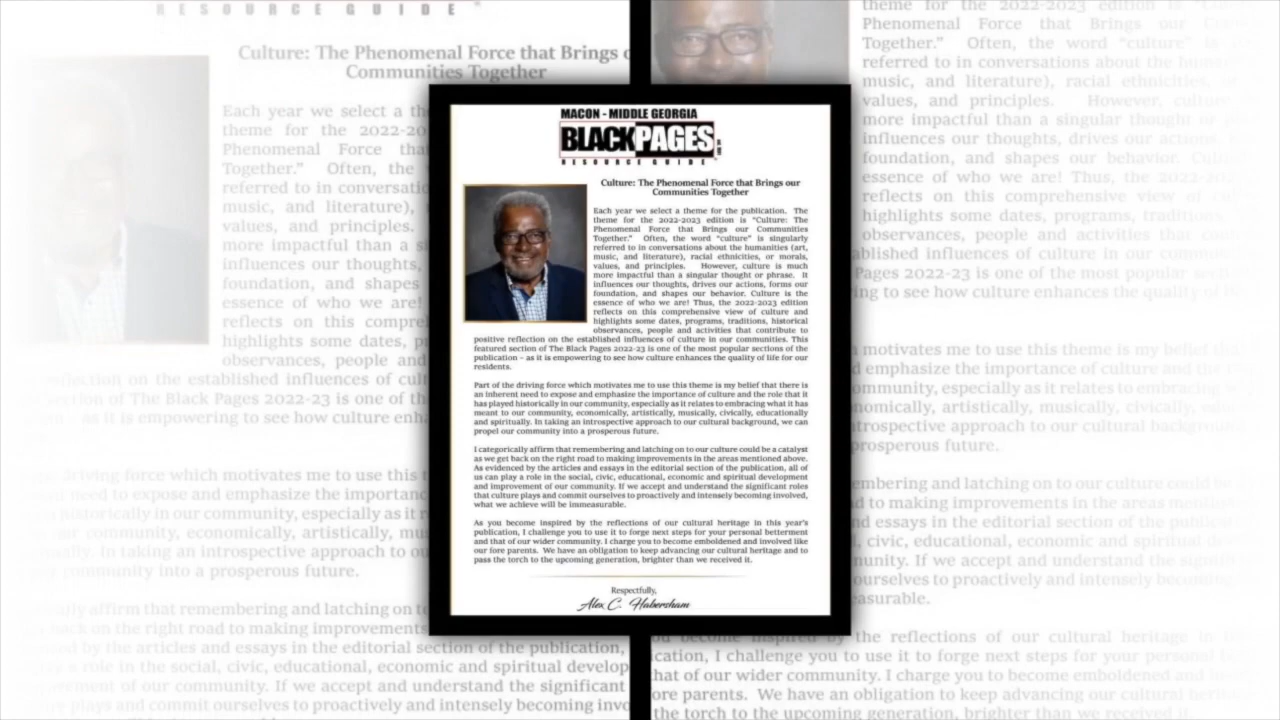 MACON - MIDDLE GEORGIA
BLACKPAGES
RESOURCE GUIDE
Culture: The Phenomenal Force that Brings our
Communities Together
Each year we select a theme for the publication. The
theme for the 2022-2023 edition is "Culture: The
Phenomenal Force that Brings our Communities
Together." Often, the word "culture" is singularly
referred to in conversations about the humanities (art,
music, and literature), racial ethnicities, or morals,
values, and principles. However, culture is much
more impactful than a singular thought or phrase. It
influences our thoughts, drives our actions, forms our
foundation, and shapes our behavior. Culture is the
essence of who we are! Thus, the 2022-2023 edition
reflects on this comprehensive view of culture and
highlights some dates, programs, traditions, historical
observances, people and activities that contribute to
positive reflection on the established influences of culture in our communities. This
featured section of The Black Pages 2022-23 is one of the most popular sections of the
publication – as it is empowering to see how culture enhances the quality of life for our
residents.
Part of the driving force which motivates me to use this theme is my belief that there is
an inherent need to expose and emphasize the importance of culture and the role that it
has played historically in our community, especially as it relates to embracing what it has
meant to our community, economically, artistically, musically, civically, educationally
and spiritually. In taking an introspective approach to our cultural background, we can
propel our community into a prosperous future.
I categorically affirm that remembering and latching on to our culture could be a catalyst
as we get back on the right road to making improvements in the areas mentioned above.
As evidenced by the articles and essays in the editorial section of the publication, all of
us can play a role in the social, civic, educational, economic and spiritual development
and improvement of our community. If we accept and understand the significant roles
that culture plays and commit ourselves to proactively and intensely becoming involved,
what we achieve will be immeasurable.
As you become inspired by the reflections of our cultural heritage in this year's
publication, I challenge you to use it to forge next steps for your personal betterment
and that of our wider community. I charge you to become emboldened and involved like
our fore parents. We have an obligation to keep advancing our cultural heritage and to
pass the torch to the upcoming generation, brighter than we received it.
Respectfully,
Alex C. Habersham